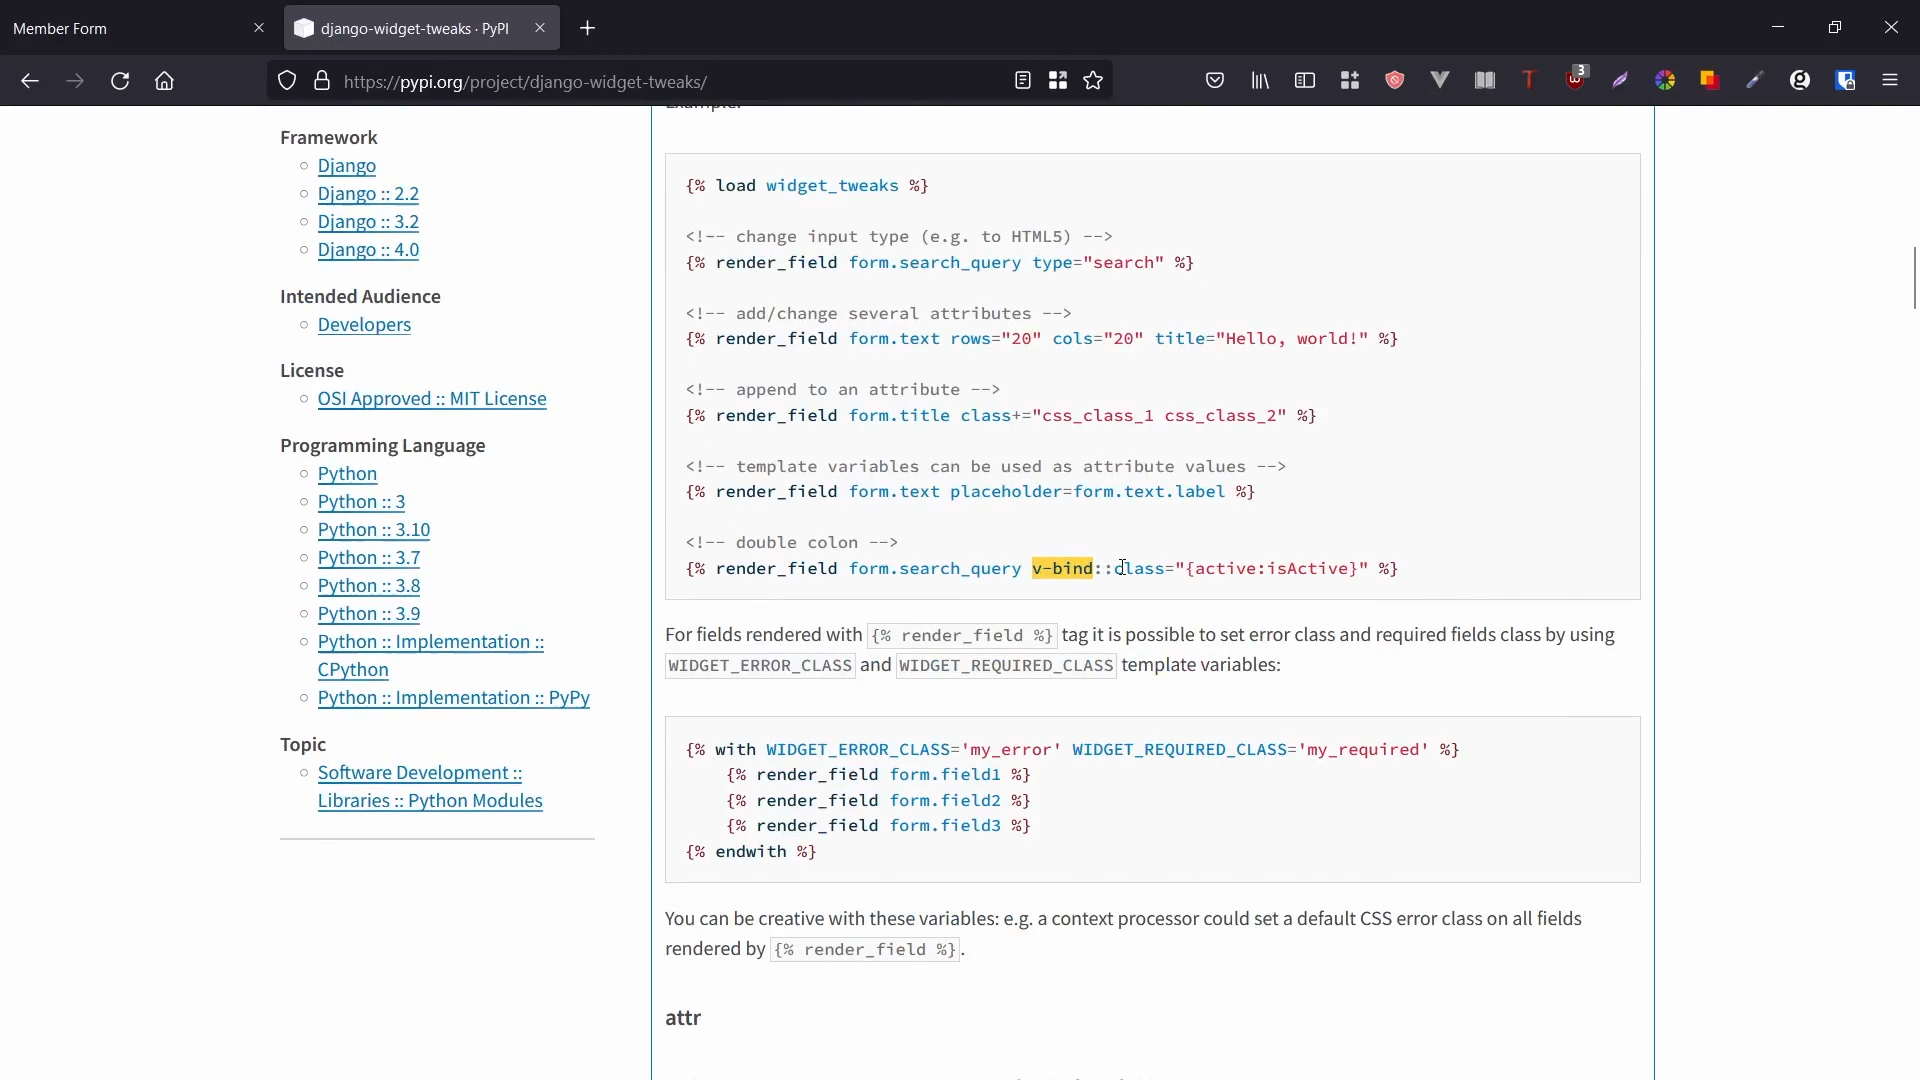 Member Form
django-widget-tweaks · PyPI
https://pypi.org/project/django-widget-tweaks/
3
Framework
Django
Django :: 2.2
Django :: 3.2
Django :: 4.0
Intended Audience
Developers
License
OSI Approved :: MIT License
Programming Language
Python
Python :: 3
Python :: 3.10
Python :: 3.7
Python :: 3.8
Python :: 3.9
Python :: Implementation ::
CPython
Python :: Implementation :: PyPy
Topic
Software Development ::
Libraries :: Python Modules
Example:
{% load widget_tweaks %}
<!-- change input type (e.g. to HTML5) -->
{% render_field form.search_query type="search" %}
<!-- add/change several attributes -->
{% render_field form.text rows="20" cols="20" title="Hello, world!" %}
<!-- append to an attribute -->
{% render_field form.title class+="css_class_1 css_class_2" %}
<!-- template variables can be used as attribute values -->
{% render_field form.text placeholder=form.text.label %}
<!-- double colon -->
{% render_field form.search_query v-bind::class="{active:isActive}" %}
For fields rendered with {% render_field %} tag it is possible to set error class and required fields class by using
WIDGET_ERROR_CLASS and WIDGET_REQUIRED_CLASS template variables:
{% with WIDGET_ERROR_CLASS='my_error' WIDGET_REQUIRED_CLASS='my_required' %}
{% render_field form.field1 %}
{% render_field form.field2 %}
{% render_field form.field3 %}
{% endwith %}
You can be creative with these variables: e.g. a context processor could set a default CSS error class on all fields
rendered by {% render_field %}.
attr